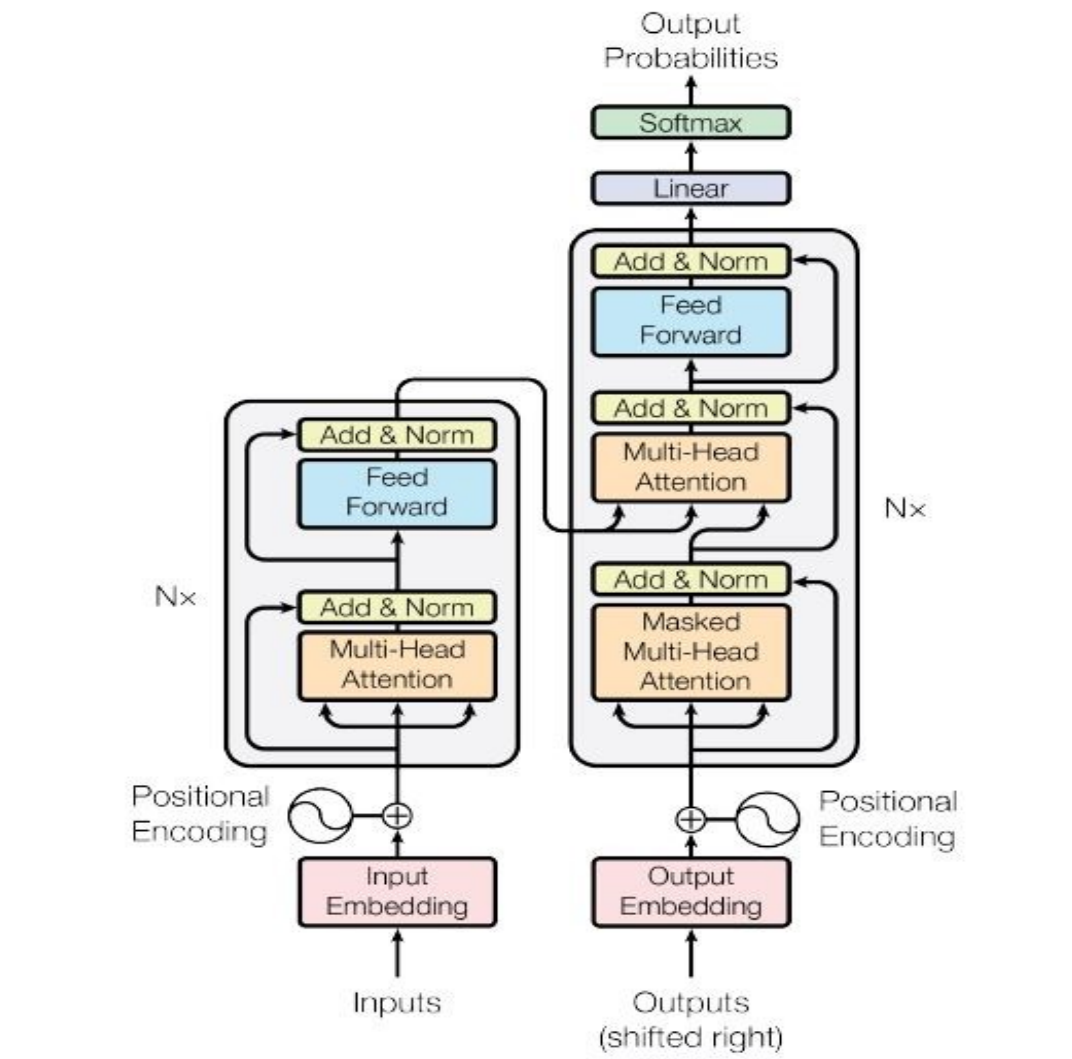 Output
Probabilities
Softmax
Linear
Add & Norm
Feed
Forward
Add & Norm
Multi-Head
Attention
Nx
Add & Norm
Masked
Multi-Head
Attention
Add & Norm
Feed
Forward
Nx
Add & Norm
Multi-Head
Attention
Positional
Encoding
Positional
Encoding
Input
Embedding
Output
Embedding
Inputs
Outputs
(shifted right)